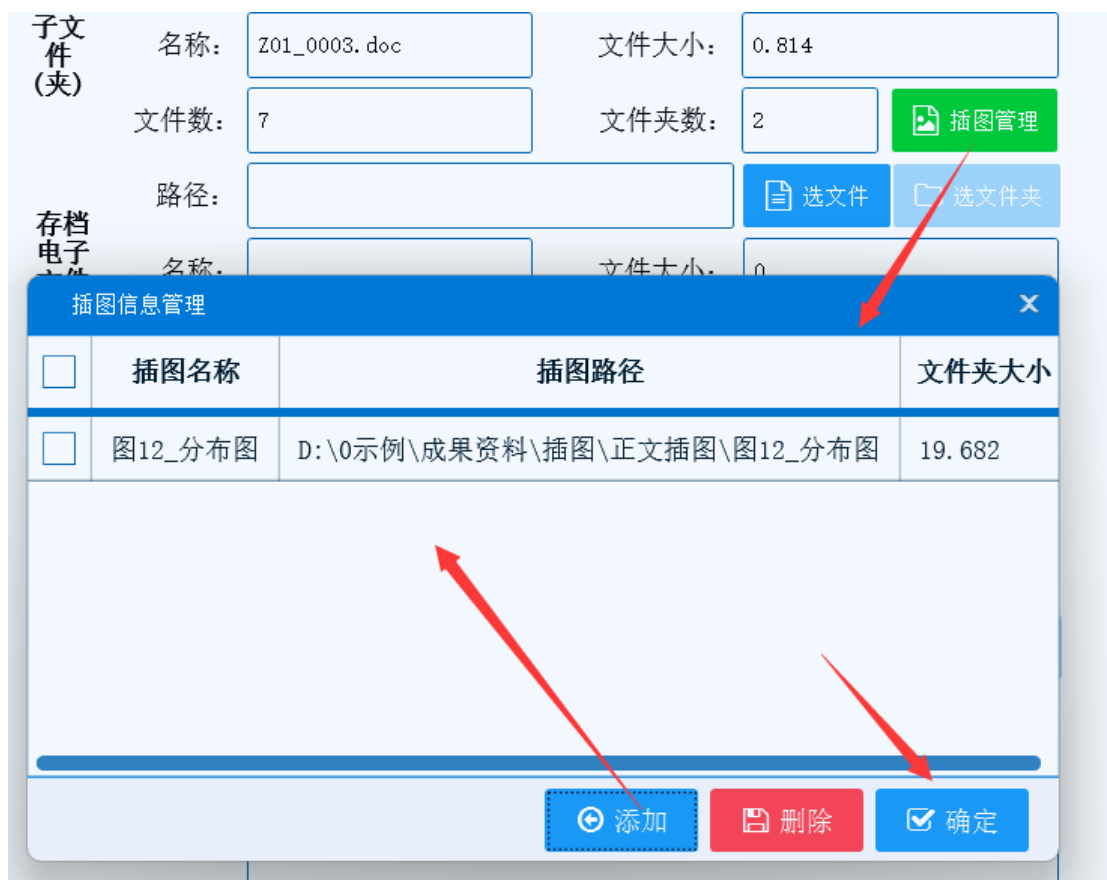 子文
件
(夹)
名称：
Z01_0003.doc
文件大小：
0.814
文件数：
7
文件夹数：
2
插图管理
路径：
选文件
选文件夹
存档
电子
文件
名称：
文件大小：
0
插图信息管理
插图名称
插图路径
文件夹大小
图12_分布图
D:\0示例\成果资料\插图\正文插图\图12_分布图
19.682
添加
删除
确定